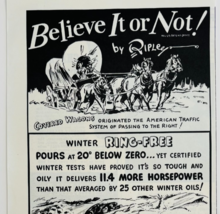 Believe It or Not!
by Ripley
COVERED WAGONS ORIGINATED THE AMERICAN TRAFFIC
SYSTEM OF PASSING TO THE RIGHT!
WINTER RING-FREE
POURS AT 20° BELOW ZERO... YET CERTIFIED
WINTER TESTS HAVE PROVED IT'S SO TOUGH AND
OILY IT DELIVERS 11.4 MORE HORSEPOWER
THAN THAT AVERAGED BY 25 OTHER WINTER OILS!